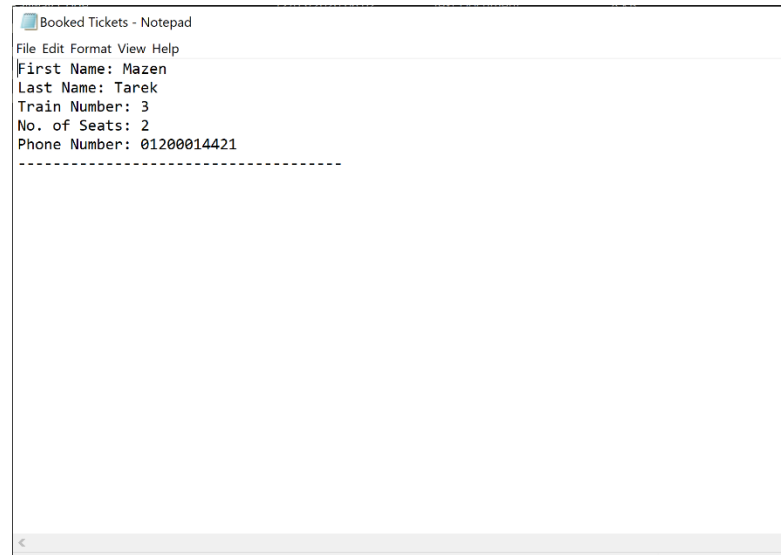 Booked Tickets - Notepad
File Edit Format View Help
First Name: Mazen
Last Name: Tarek
Train Number: 3
No. of Seats: 2
Phone Number: 01200014421
-------------------------------------